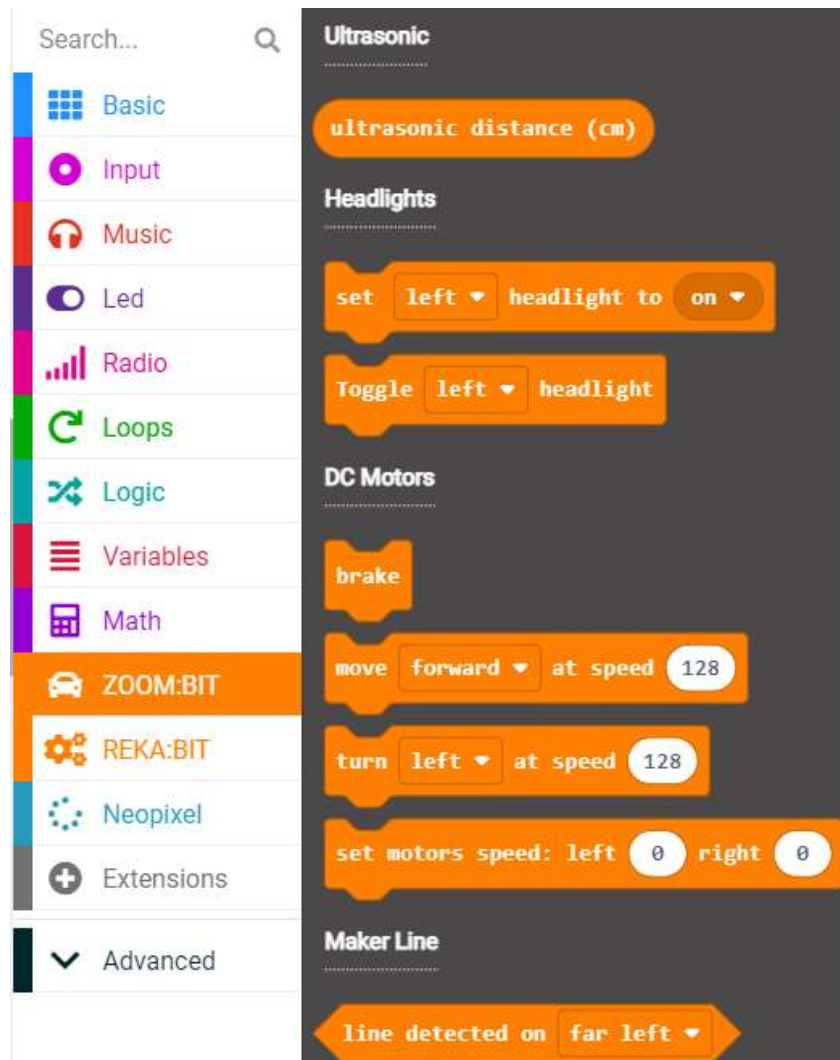 Search...
Basic
Input
Music
Led
Radio
Loops
Logic
Variables
Math
ZOOM:BIT
REKA:BIT
Neopixel
Extensions
Advanced
Ultrasonic
ultrasonic distance (cm)
Headlights
set left headlight to on
Toggle left headlight
DC Motors
brake
move forward at speed 128
turn left at speed 128
set motors speed: left 0 right 0
Maker Line
line detected on far left